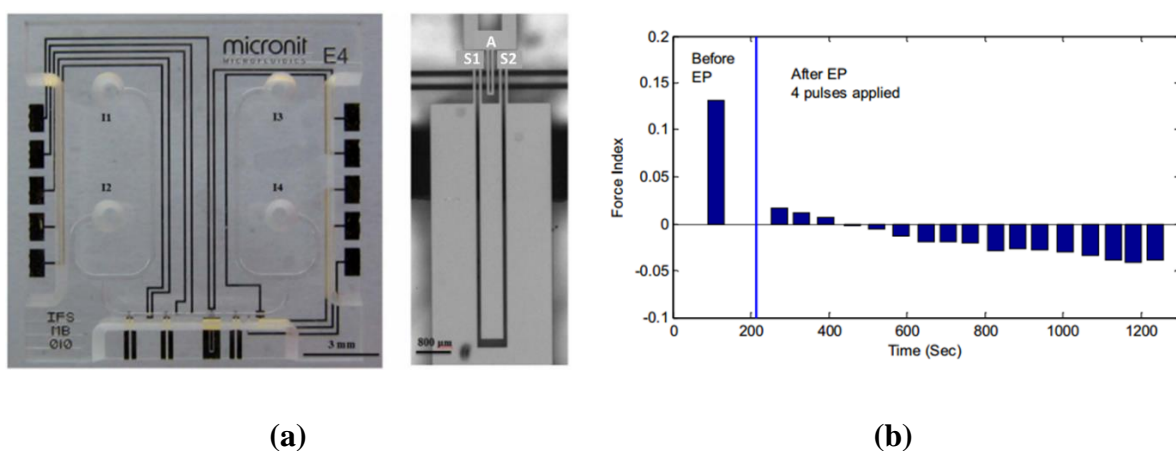 micronit
MICROFLUIDICS
E4
I1
I3
I2
I4
IFS
MB
010
3 mm
A
S1
S2
800 µm
0.2
0.15
0.1
0.05
0
-0.05
-0.1
Force Index
Before
EP
After EP
4 pulses applied
0
200
400
600
800
1000
1200
Time (Sec)
(a)
(b)